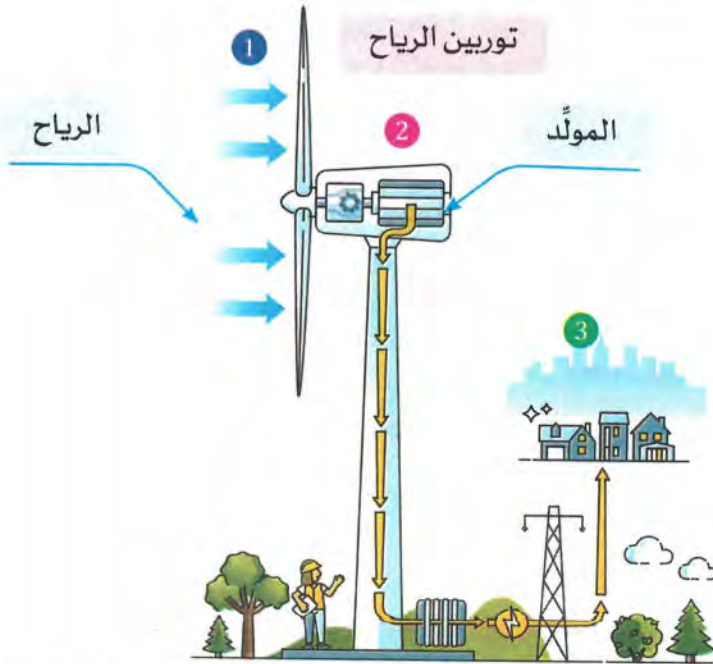 توربين الرياح
1
الرياح
2
المولِّد
3